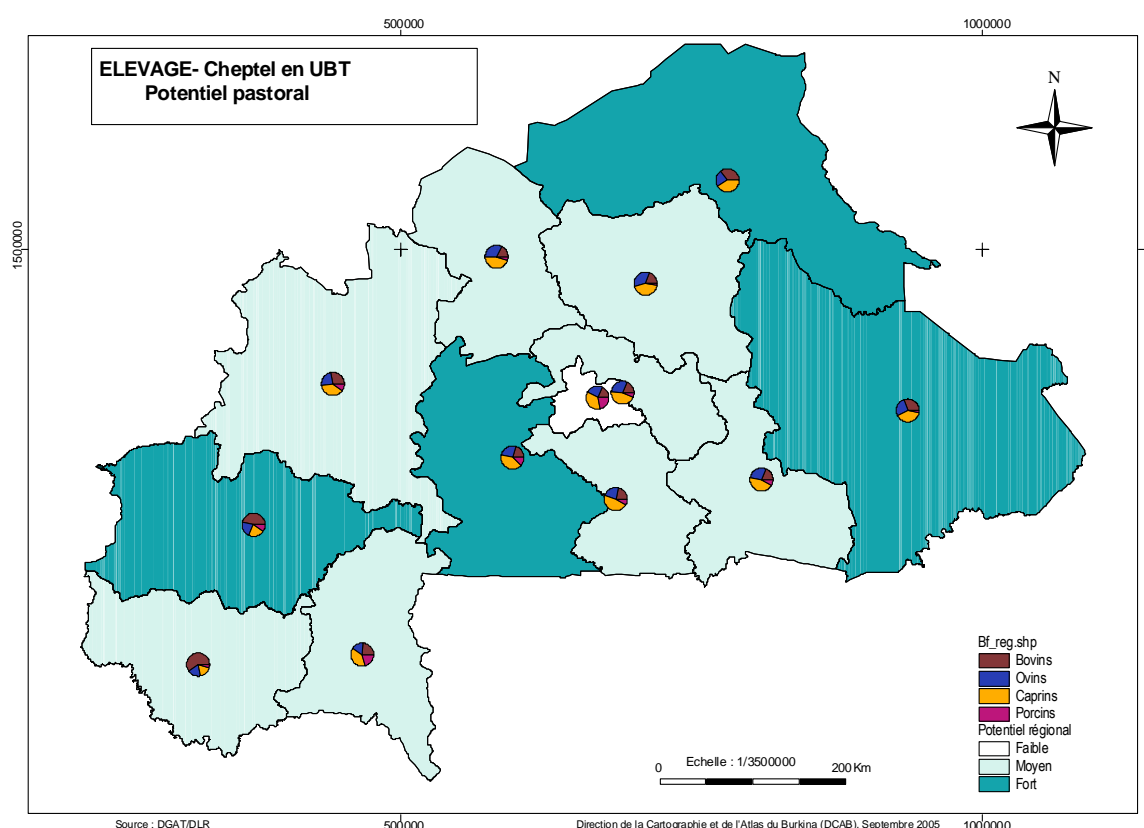 500000
1000000
ELEVAGE- Cheptel en UBT
Potentiel pastoral
N
1500000
1500000
Bf_reg.shp
Bovins
Ovins
Caprins
Porcins
Potentiel régional
Faible
Moyen
Fort
Echelle : 1/3500000
0
200 Km
500000
1000000
Source : DGAT/DLR
Direction de la Cartographie et de l'Atlas du Burkina (DCAB), Septembre 2005